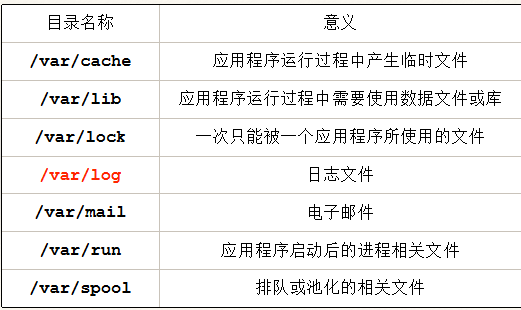 目录名称 意义
/var/cache 应用程序运行过程中产生临时文件
/var/lib 应用程序运行过程中需要使用数据文件或库
/var/lock 一次只能被一个应用程序所使用的文件
/var/log 日志文件
/var/mail 电子邮件
/var/run 应用程序启动后的进程相关文件
/var/spool 排队或池化的相关文件